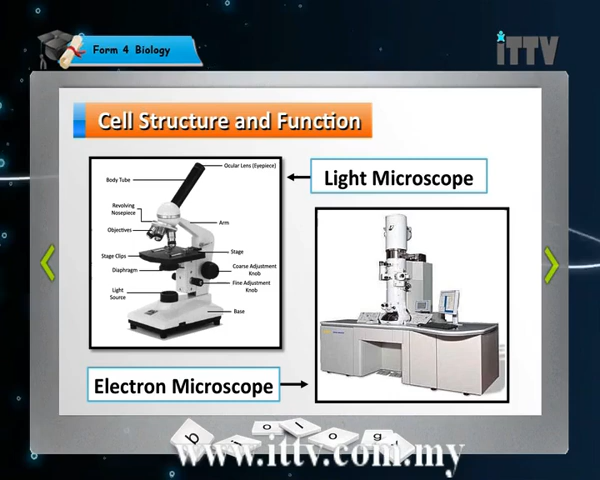 Form 4 Biology
iTTV
Cell Structure and Function
Ocular Lens (Eyepiece)
Body Tube
Light Microscope
Revolving
Nosepiece
Arm
Objectives
Stage Clips
Stage
Diaphragm
Coarse Adjustment
Knob
Fine Adjustment
Knob
Light
Source
Base
Electron Microscope
biology
www.ittv.com.my